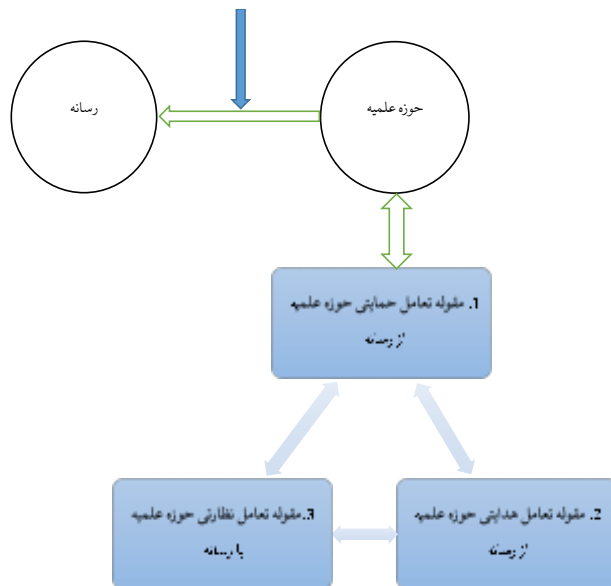 حوزه علمیه
رسانه
1. مقوله تعامل حمایتی حوزه علمیه
از رسانه
2. مقوله تعامل هدایتی حوزه علمیه
از رسانه
3.مقوله تعامل نظارتی حوزه علمیه
با رسانه